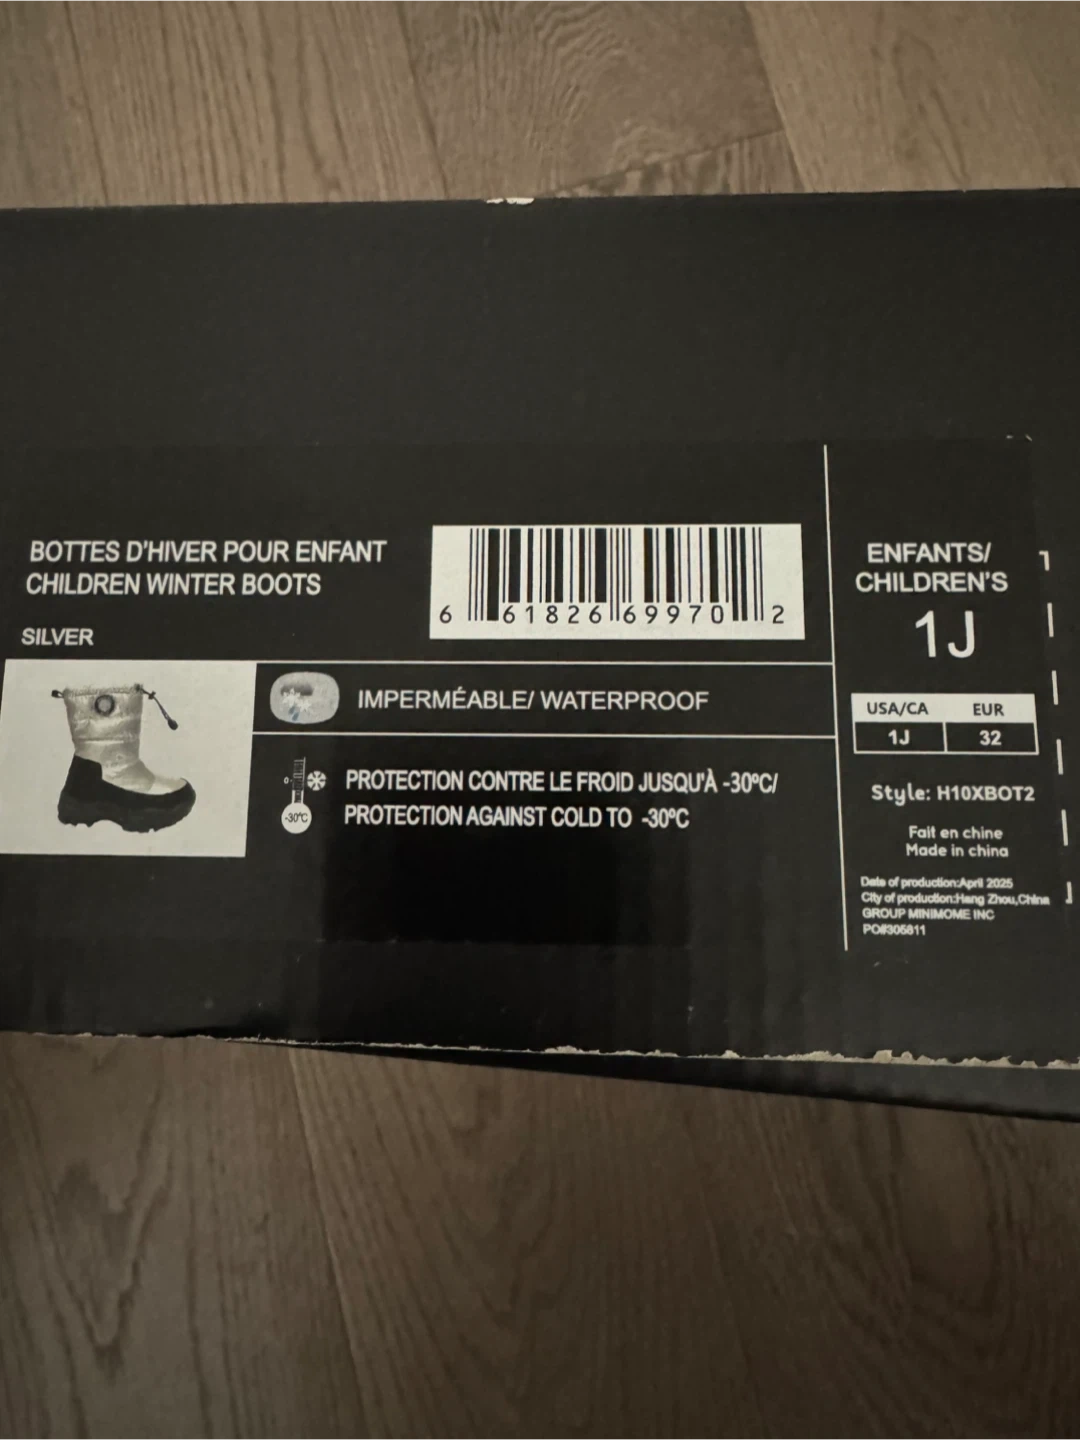 BOTTES D'HIVER POUR ENFANT
CHILDREN WINTER BOOTS
SILVER
6 61826 69970 2
IMPERMÉABLE/ WATERPROOF
0°
-30°C
PROTECTION CONTRE LE FROID JUSQU'À -30ºC/
PROTECTION AGAINST COLD TO -30ºC
ENFANTS/
CHILDREN'S
1J
USA/CA EUR
1J 32
Style: H10XBOT2
Fait en chine
Made in china
Date of production:April 2025
City of production:Hang Zhou,China
GROUP MINIMOME INC
PO#305811